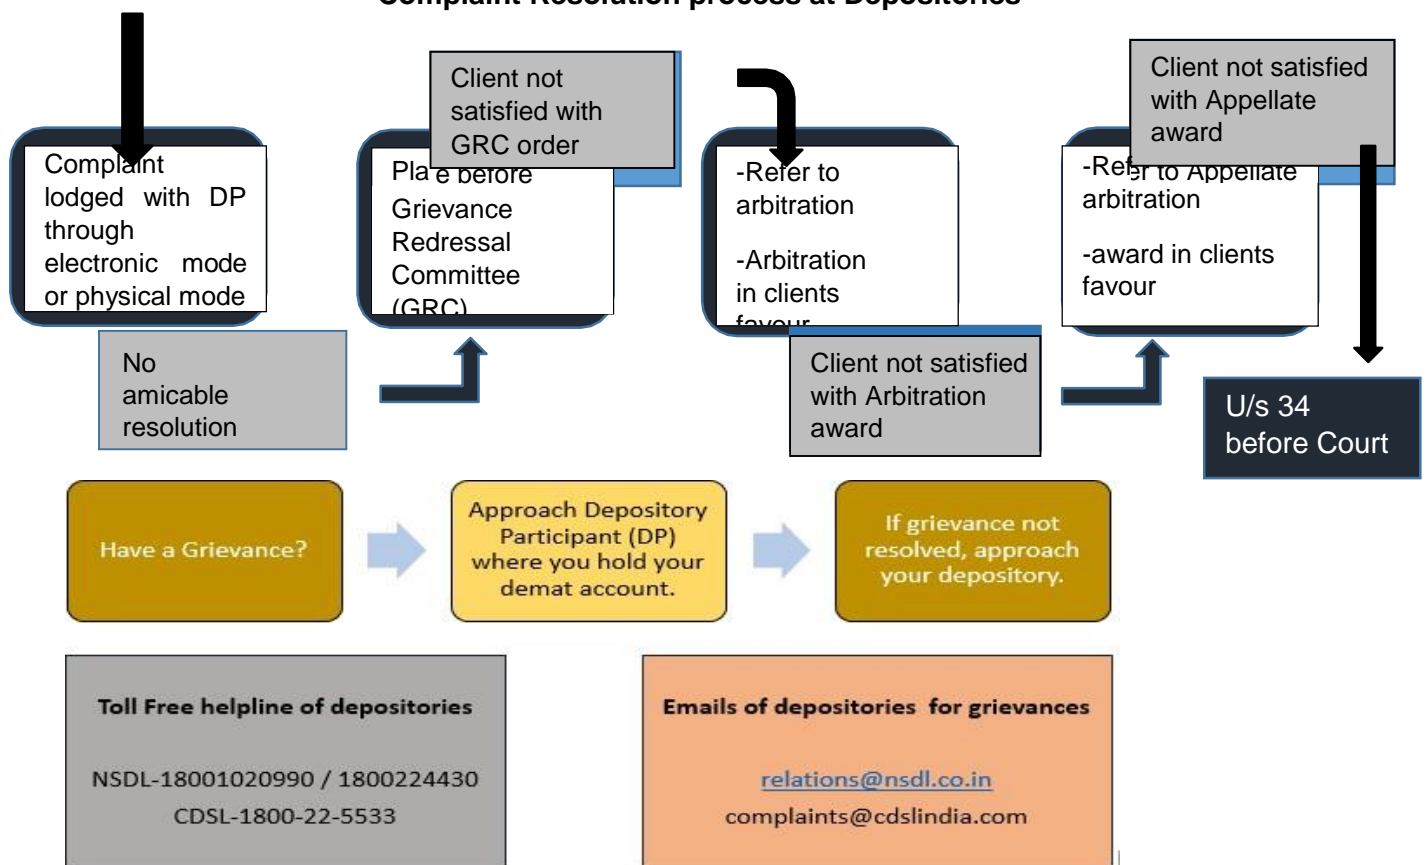 Complaint Resolution process at Depositories
Client not
satisfied with
GRC order
Client not satisfied
with Appellate
award
Complaint
lodged with DP
through
electronic mode
or physical mode
Pla e before
Grievance
Redressal
Committee
(GRC)
-Refer to
arbitration
-Arbitration
in clients
favour
-Refer to Appellate
arbitration
-award in clients
favour
No
amicable
resolution
Client not satisfied
with Arbitration
award
U/s 34
before Court
Have a Grievance?
Approach Depository
Participant (DP)
where you hold your
demat account.
If grievance not
resolved, approach
your depository.
Toll Free helpline of depositories
NSDL-18001020990 / 1800224430
CDSL-1800-22-5533
Emails of depositories for grievances
relations@nsdl.co.in
complaints@cdslindia.com